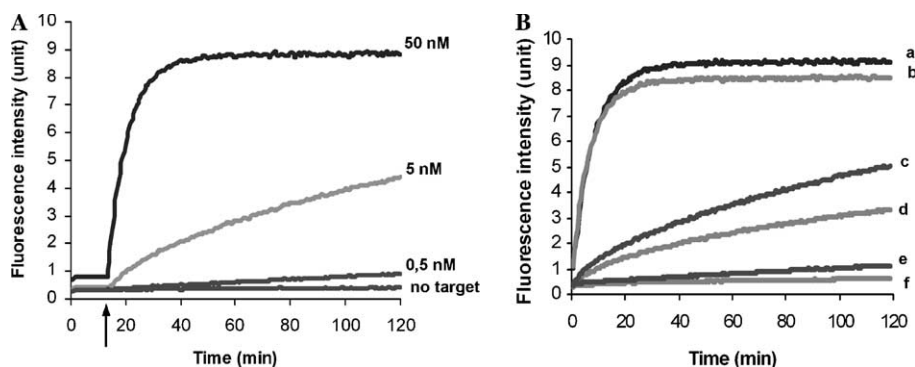 A
Fluorescence intensity (unit)
10
9
8
7
6
5
4
3
2
1
0
0
20
40
60
80
100
120
Time (min)
50 nM
5 nM
0,5 nM
no target
B
Fluorescence intensity (unit)
10
9
8
7
6
5
4
3
2
1
0
0
20
40
60
80
100
120
Time (min)
a
b
c
d
e
f